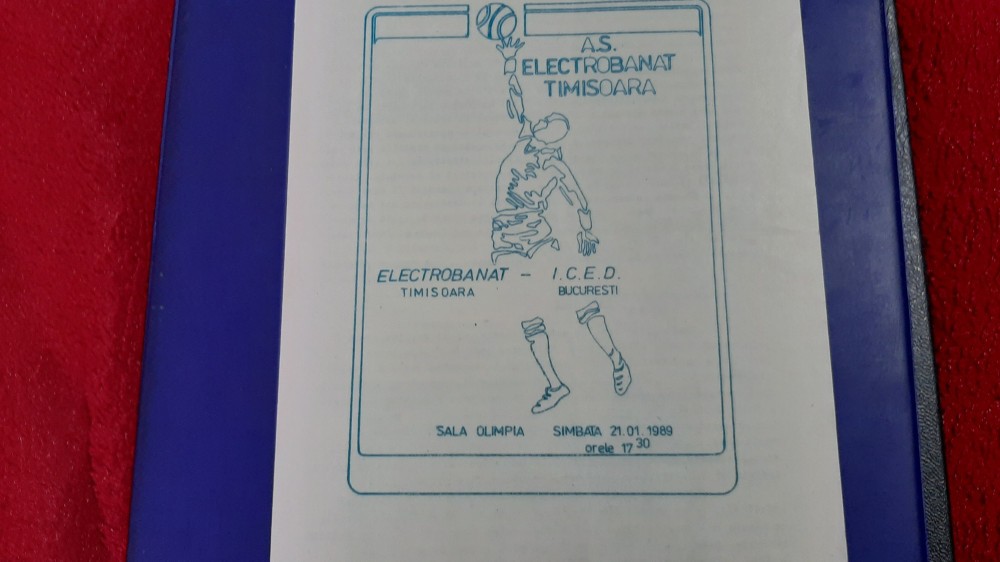 A.S.
ELECTROBANAT
TIMISOARA
ELECTROBANAT - I.C.E.D.
TIMISOARA BUCURESTI
SALA OLIMPIA SIMBATA 21.01.1989
orele 17 30